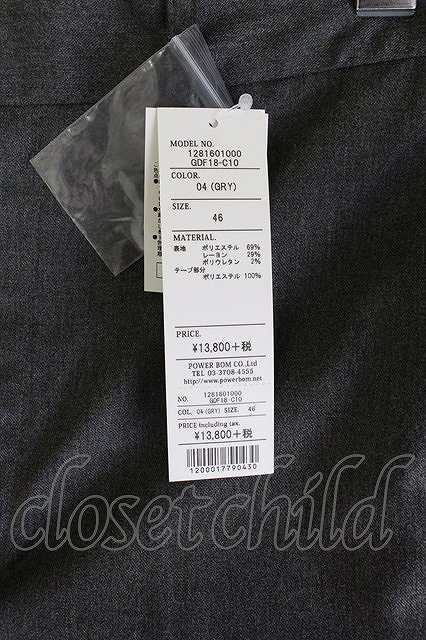 MODEL NO.
1281601000
GDF18-C10
COLOR.
04(GRY)
SIZE.
46
MATERIAL.
表地 ポリエステル 69%
レーヨン 29%
ポリウレタン 2%
テープ部分
ポリエステル 100%
PRICE.
¥13,800+税
POWER BOM CO.,Ltd
TEL 03-3708-4555
http://www.powerbom.net
NO. 1281601000
GDF18-C10
COL. 04(GRY) SIZE. 46
PRICE including tax.
¥13,800+税
1200017790430
closet child